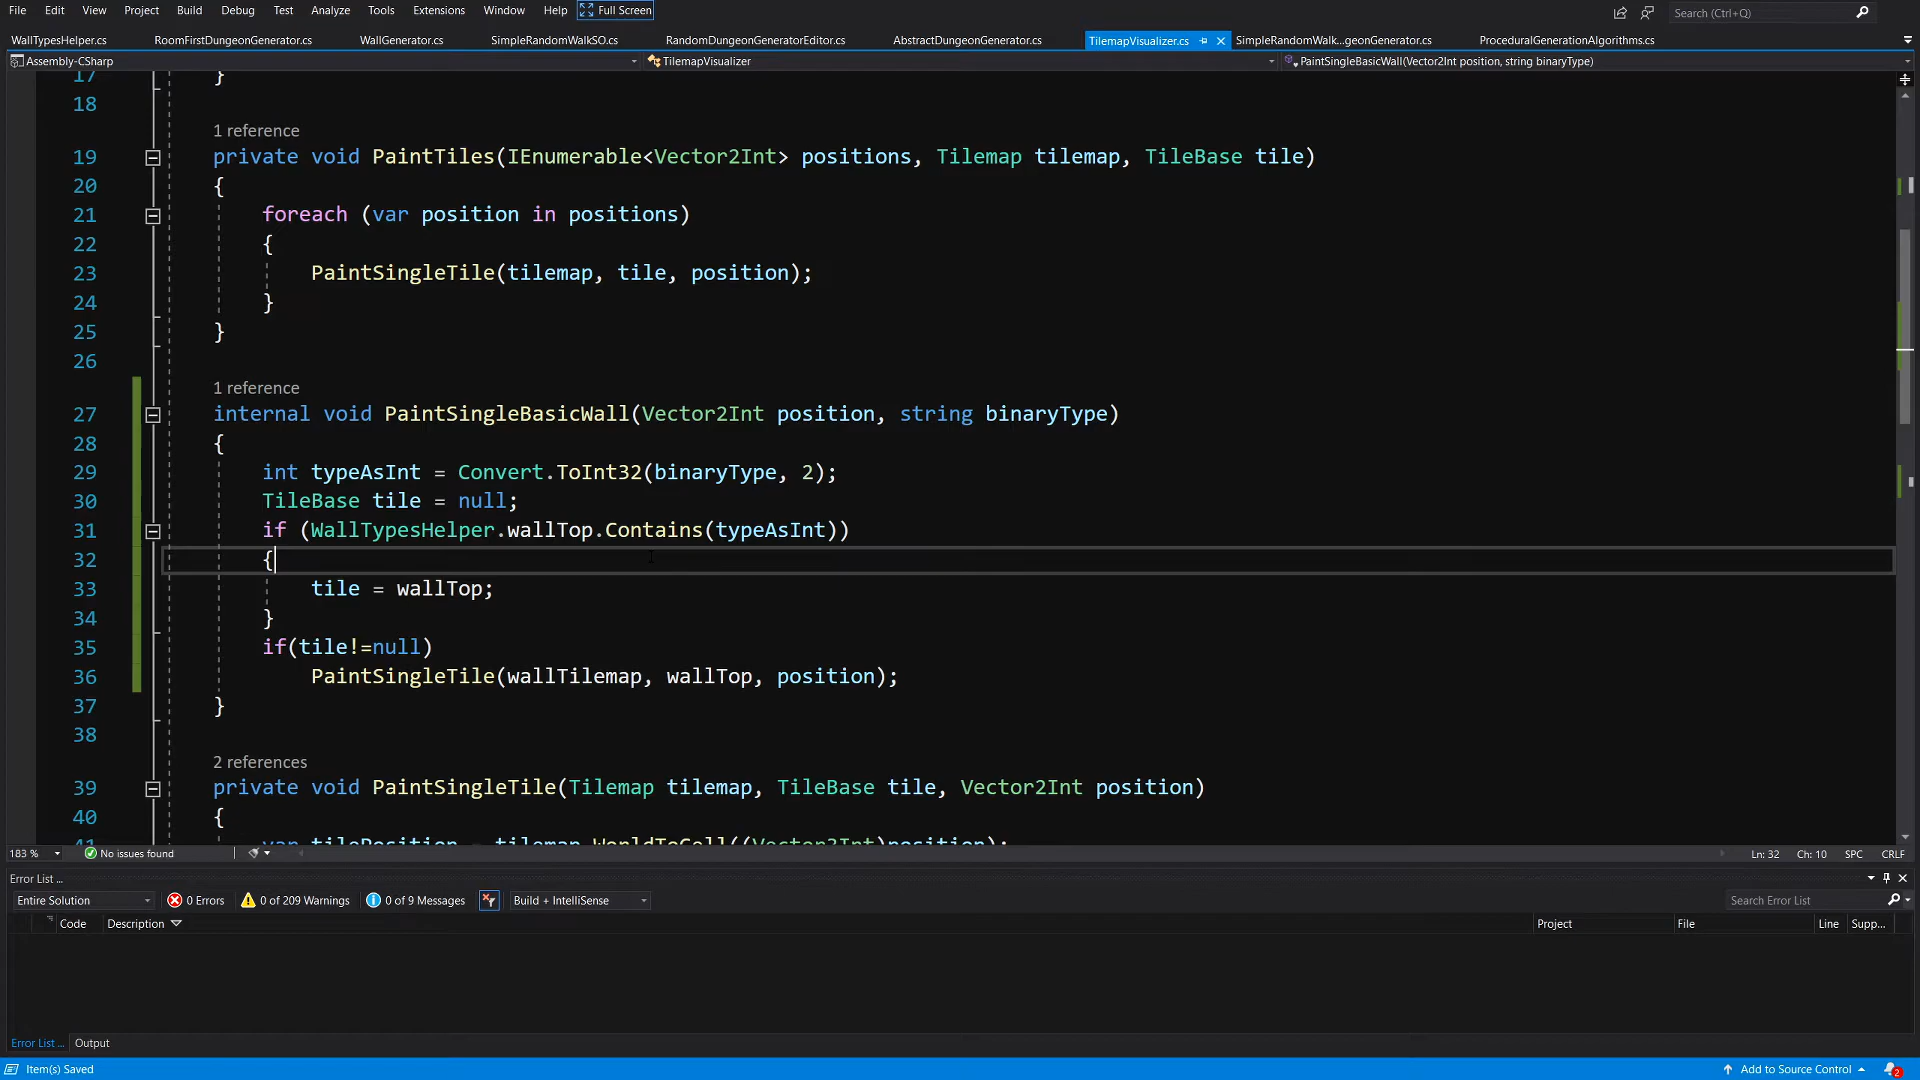 File Edit View Project Build Debug Test Analyze Tools Extensions Window Help Full Screen Search (Ctrl+Q)
WallTypesHelper.cs RoomFirstDungeonGenerator.cs WallGenerator.cs SimpleRandomWalkSO.cs RandomDungeonGeneratorEditor.cs AbstractDungeonGenerator.cs TilemapVisualizer.cs SimpleRandomWalk...geonGenerator.cs ProceduralGenerationAlgorithms.cs
Assembly-CSharp TilemapVisualizer PaintSingleBasicWall(Vector2Int position, string binaryType)
17 }
18
1 reference
19 private void PaintTiles(IEnumerable<Vector2Int> positions, Tilemap tilemap, TileBase tile)
20 {
21 foreach (var position in positions)
22 {
23 PaintSingleTile(tilemap, tile, position);
24 }
25 }
26
1 reference
27 internal void PaintSingleBasicWall(Vector2Int position, string binaryType)
28 {
29 int typeAsInt = Convert.ToInt32(binaryType, 2);
30 TileBase tile = null;
31 if (WallTypesHelper.wallTop.Contains(typeAsInt))
32 {
33 tile = wallTop;
34 }
35 if(tile!=null)
36 PaintSingleTile(wallTilemap, wallTop, position);
37 }
38
2 references
39 private void PaintSingleTile(Tilemap tilemap, TileBase tile, Vector2Int position)
40 {
41 var tilePosition = tilemap.WorldToCell((Vector3Int)position);
183 % No issues found Ln: 32 Ch: 10 SPC CRLF
Error List ...
Entire Solution 0 Errors 0 of 209 Warnings 0 of 9 Messages Build + IntelliSense Search Error List
Code Description Project File Line Supp...
Error List ... Output
Item(s) Saved Add to Source Control 2